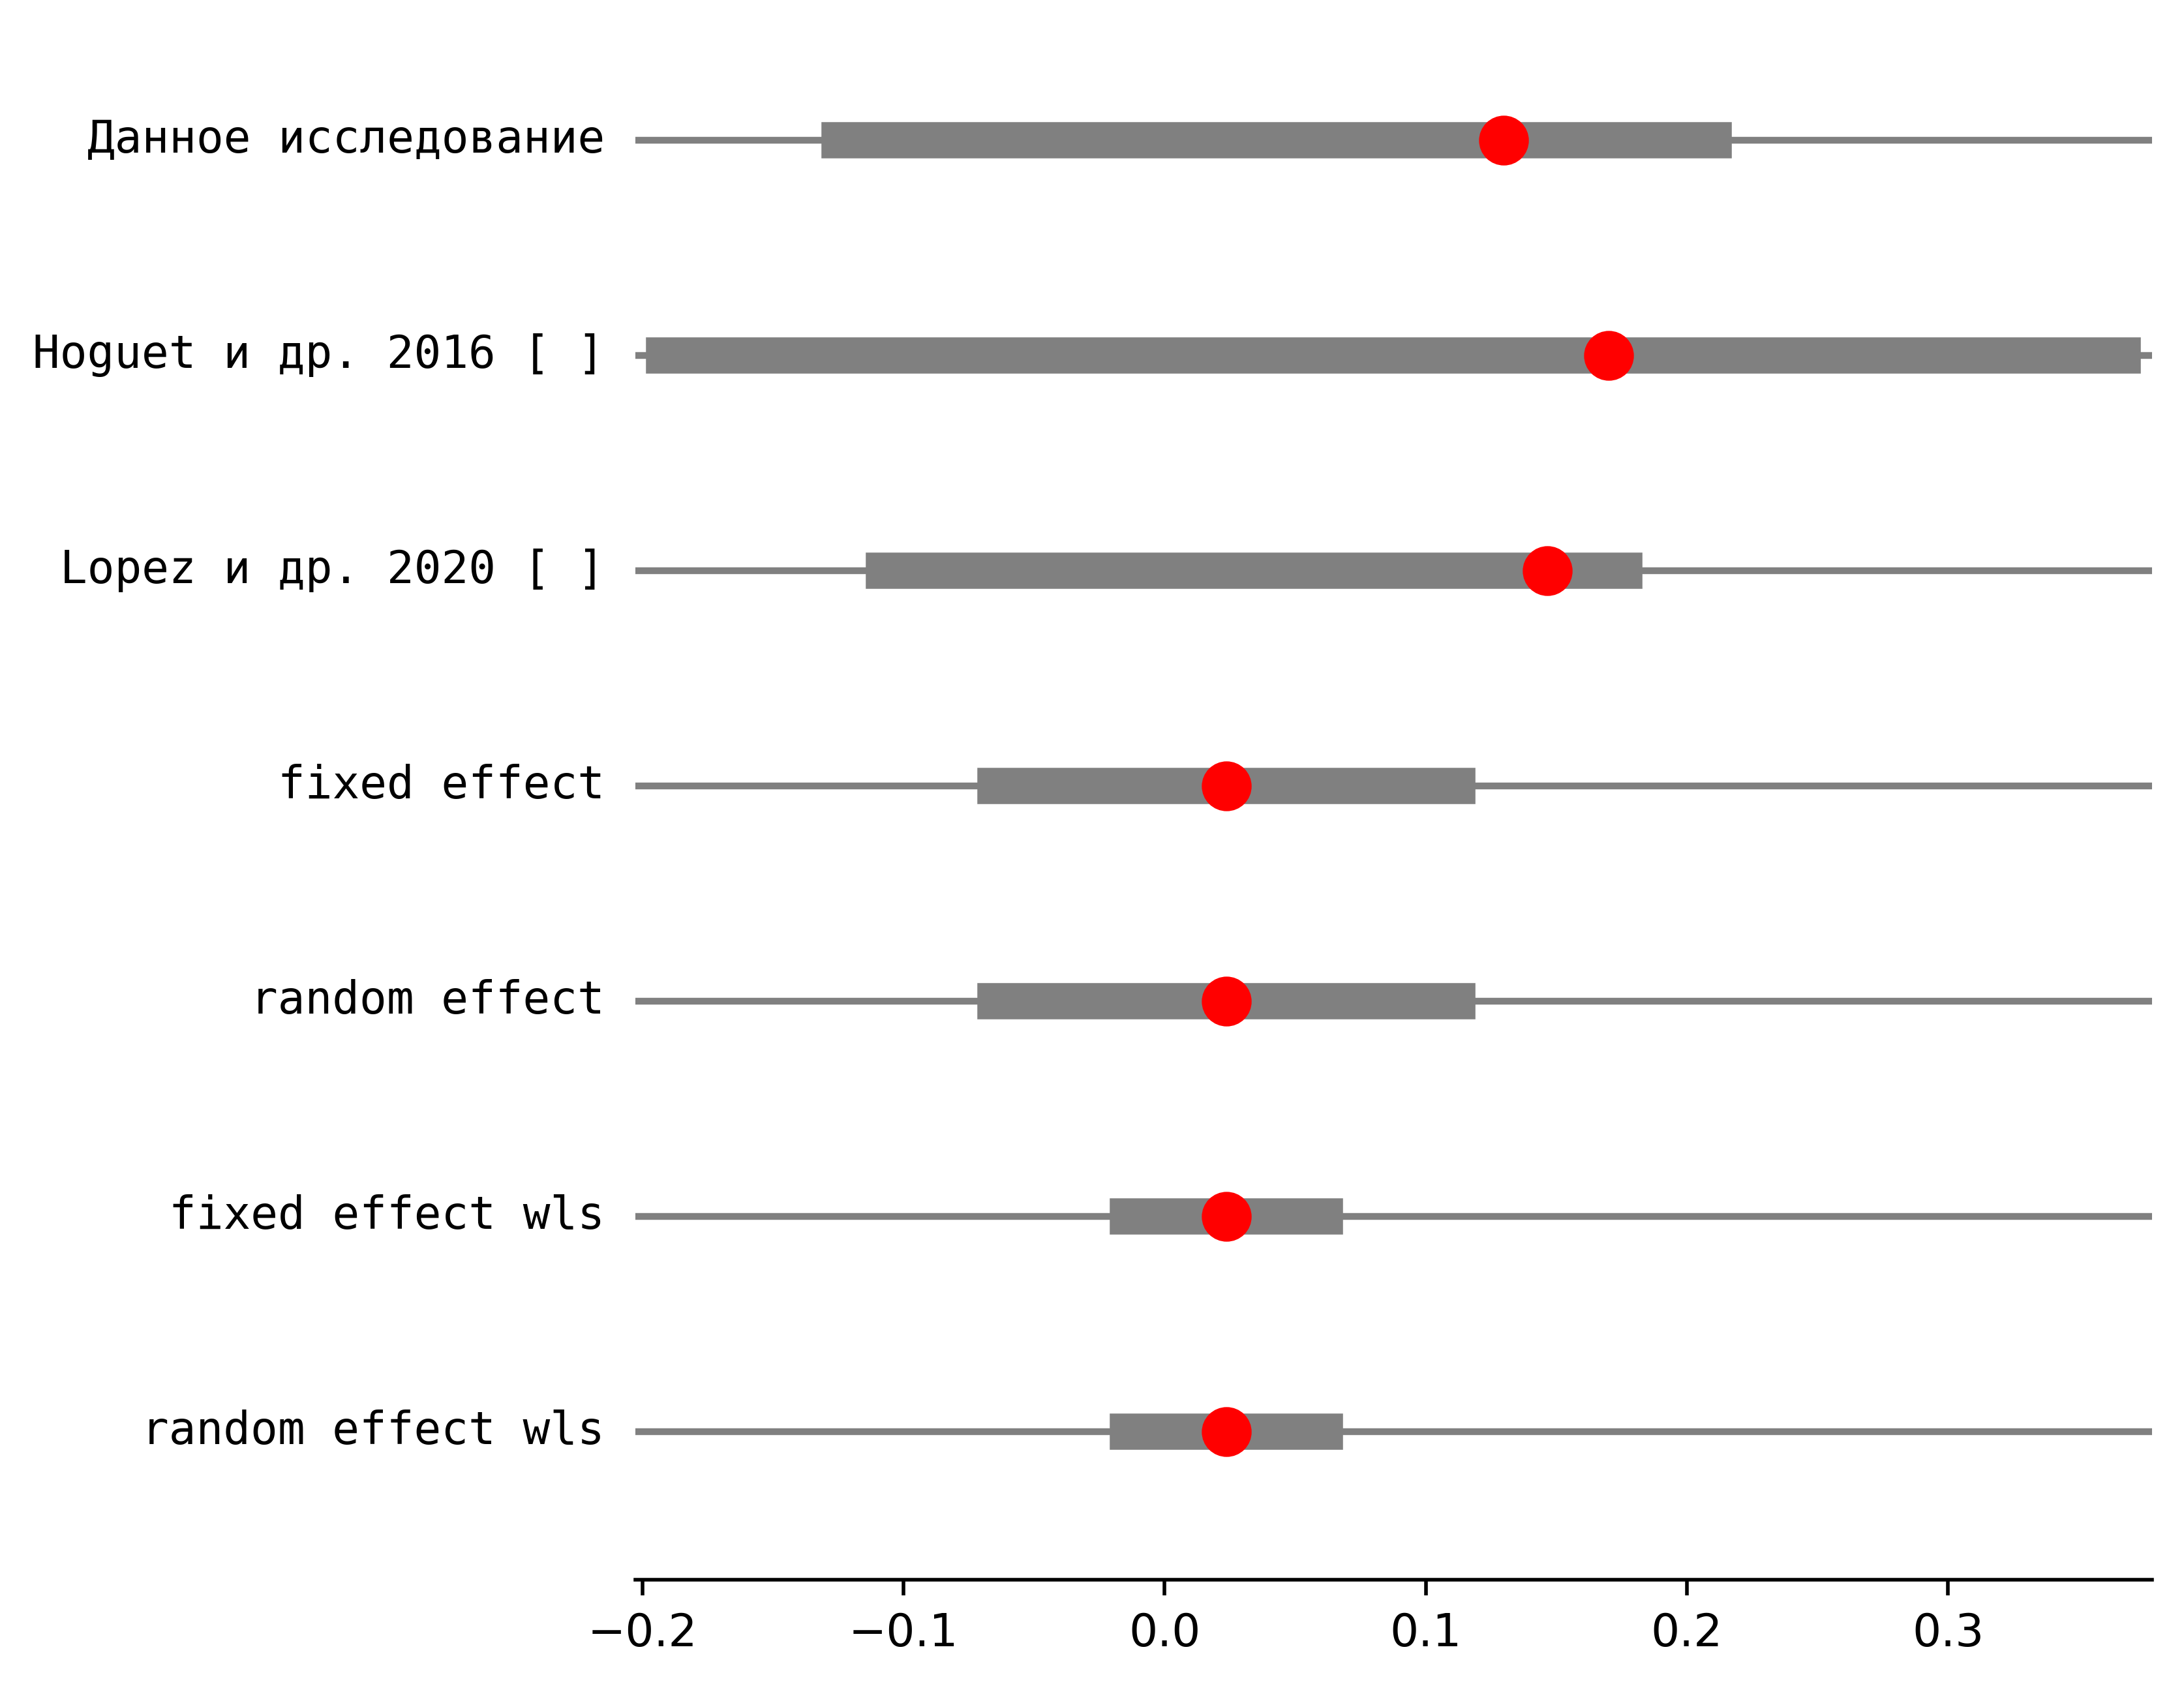 Данное исследование
Hoguet и др. 2016 [ ]
Lopez и др. 2020 [ ]
fixed effect
random effect
fixed effect wls
random effect wls
−0.2 −0.1 0.0 0.1 0.2 0.3